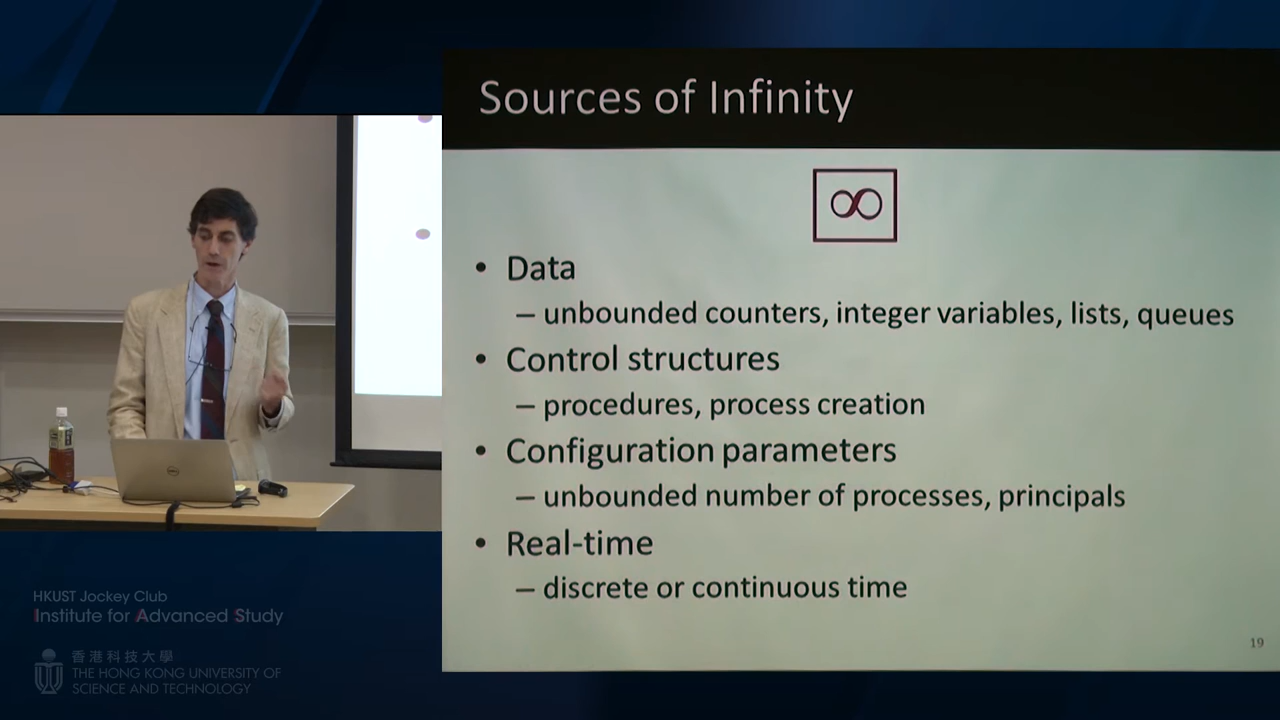 Sources of Infinity
∞
• Data
– unbounded counters, integer variables, lists, queues
• Control structures
– procedures, process creation
• Configuration parameters
– unbounded number of processes, principals
• Real-time
– discrete or continuous time
19
DELL
HKUST Jockey Club
Institute for Advanced Study
香港科技大學
THE HONG KONG UNIVERSITY OF
SCIENCE AND TECHNOLOGY